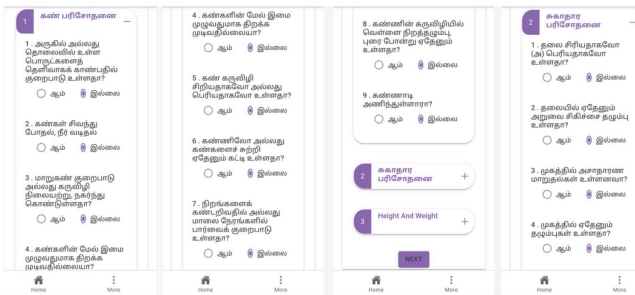 1
கண் பரிசோதனை
1 . அருகில் அல்லது
தொலைவில் உள்ள
பொருட்களைத்
தெளிவாகக் காண்பதில்
குறைபாடு உள்ளதா?
ஆம்
இல்லை
2 . கண்கள் சிவந்து
போதல், நீர் வடிதல்
ஆம்
இல்லை
3 . மாறுகண் குறைபாடு
அல்லது கருவிழி
நிலையற்று, நகர்ந்து
கொண்டுள்ளதா?
ஆம்
இல்லை
4 . கண்களின் மேல் இமை
முழுவதுமாக திறக்க
முடிவதில்லையா?
Home
More
4 . கண்களின் மேல் இமை
முழுவதுமாக திறக்க
முடிவதில்லையா?
ஆம்
இல்லை
5 . கண் கருவிழி
சிறியதாகவோ அல்லது
பெரியதாகவோ உள்ளதா?
ஆம்
இல்லை
6 . கண்ணிலோ அல்லது
கண்களைச் சுற்றி
ஏதேனும் கட்டி உள்ளதா?
ஆம்
இல்லை
7 . நிறங்களைக்
கண்டறிவதில் அல்லது
மாலை நேரங்களில்
பார்வைக் குறைபாடு
உள்ளதா?
ஆம்
இல்லை
Home
More
8 . கண்ணின் கருவிழியில்
வெள்ளை நிறத்தழும்பு,
புரை போன்று ஏதேனும்
உள்ளதா?
ஆம்
இல்லை
9 . கண்ணாடி
அணிந்துள்ளாரா?
ஆம்
இல்லை
2
சுகாதார
பரிசோதனை
3
Height And Weight
NEXT
Home
More
2
சுகாதார
பரிசோதனை
1 . தலை சிரியதாகவோ
(அ) பெரியதாகவோ
உள்ளதா?
ஆம்
இல்லை
2 . தலையில் ஏதேனும்
அறுவை சிகிச்சை தழும்பு
உள்ளதா?
ஆம்
இல்லை
3 . முகத்தில் அசாதாரண
மாறுதல்கள் உள்ளனவா?
ஆம்
இல்லை
4 . முகத்தில் ஏதேனும்
தழும்புகள் உள்ளதா?
ஆம்
இல்லை
Home
More